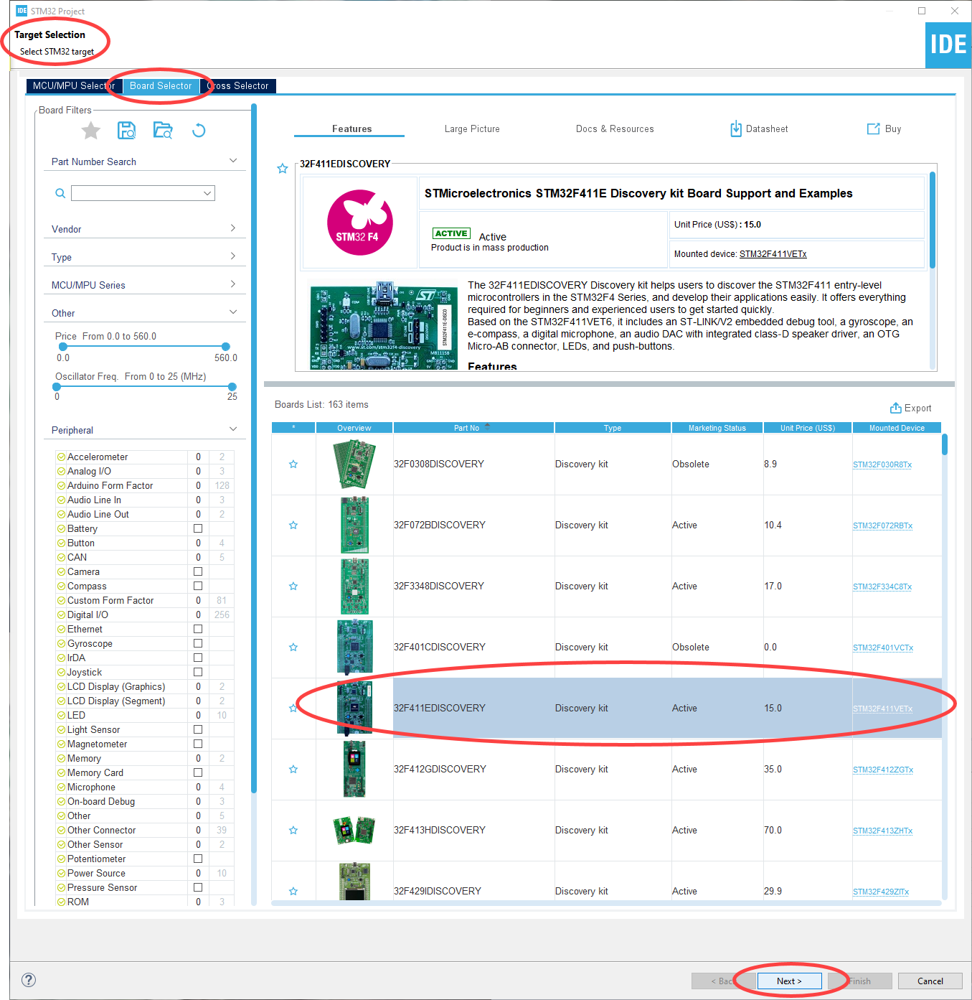 IDE STM32 Project
Target Selection
Select STM32 target
IDE
MCU/MPU Selector
Board Selector
Cross Selector
Board Filters
Part Number Search
Vendor
Type
MCU/MPU Series
Other
Price From 0.0 to 560.0
0.0 560.0
Oscillator Freq. From 0 to 25 (MHz)
0 25
Peripheral
Accelerometer 0 2
Analog I/O 0 3
Arduino Form Factor 0 128
Audio Line In 0 3
Audio Line Out 0 2
Battery
Button 0 4
CAN 0 5
Camera
Compass
Custom Form Factor 0 81
Digital I/O 0 256
Ethernet
Gyroscope
IrDA
Joystick
LCD Display (Graphics) 0 2
LCD Display (Segment) 0 2
LED 0 10
Light Sensor
Magnetometer
Memory 0 2
Memory Card
Microphone 0 4
On-board Debug 0 3
Other 0 5
Other Connector 0 39
Other Sensor 0 2
Potentiometer
Power Source 0 10
Pressure Sensor
ROM 0 3
Features
Large Picture
Docs & Resources
Datasheet
Buy
32F411EDISCOVERY
STM32 F4
STMicroelectronics STM32F411E Discovery kit Board Support and Examples
ACTIVE Active
Product is in mass production
Unit Price (US$) : 15.0
Mounted device: STM32F411VETx
www.st.com/stm32f4-discovery
STM32F411E-DISCO
MB1115B
The 32F411EDISCOVERY Discovery kit helps users to discover the STM32F411 entry-level
microcontrollers in the STM32F4 Series, and develop their applications easily. It offers everything
required for beginners and experienced users to get started quickly.
Based on the STM32F411VET6, it includes an ST-LINK/V2 embedded debug tool, a gyroscope, an
e-compass, a digital microphone, an audio DAC with integrated class-D speaker driver, an OTG
Micro-AB connector, LEDs, and push-buttons.
Features
Boards List: 163 items
Export
* Overview Part No Type Marketing Status Unit Price (US$) Mounted Device
32F0308DISCOVERY Discovery kit Obsolete 8.9 STM32F030R8Tx
32F072BDISCOVERY Discovery kit Active 10.4 STM32F072RBTx
32F3348DISCOVERY Discovery kit Active 17.0 STM32F334C8Tx
32F401CDISCOVERY Discovery kit Obsolete 0.0 STM32F401VCTx
32F411EDISCOVERY Discovery kit Active 15.0 STM32F411VETx
32F412GDISCOVERY Discovery kit Active 35.0 STM32F412ZGTx
32F413HDISCOVERY Discovery kit Active 70.0 STM32F413ZHTx
32F429IDISCOVERY Discovery kit Active 29.9 STM32F429ZITx
? < Back Next > Finish Cancel